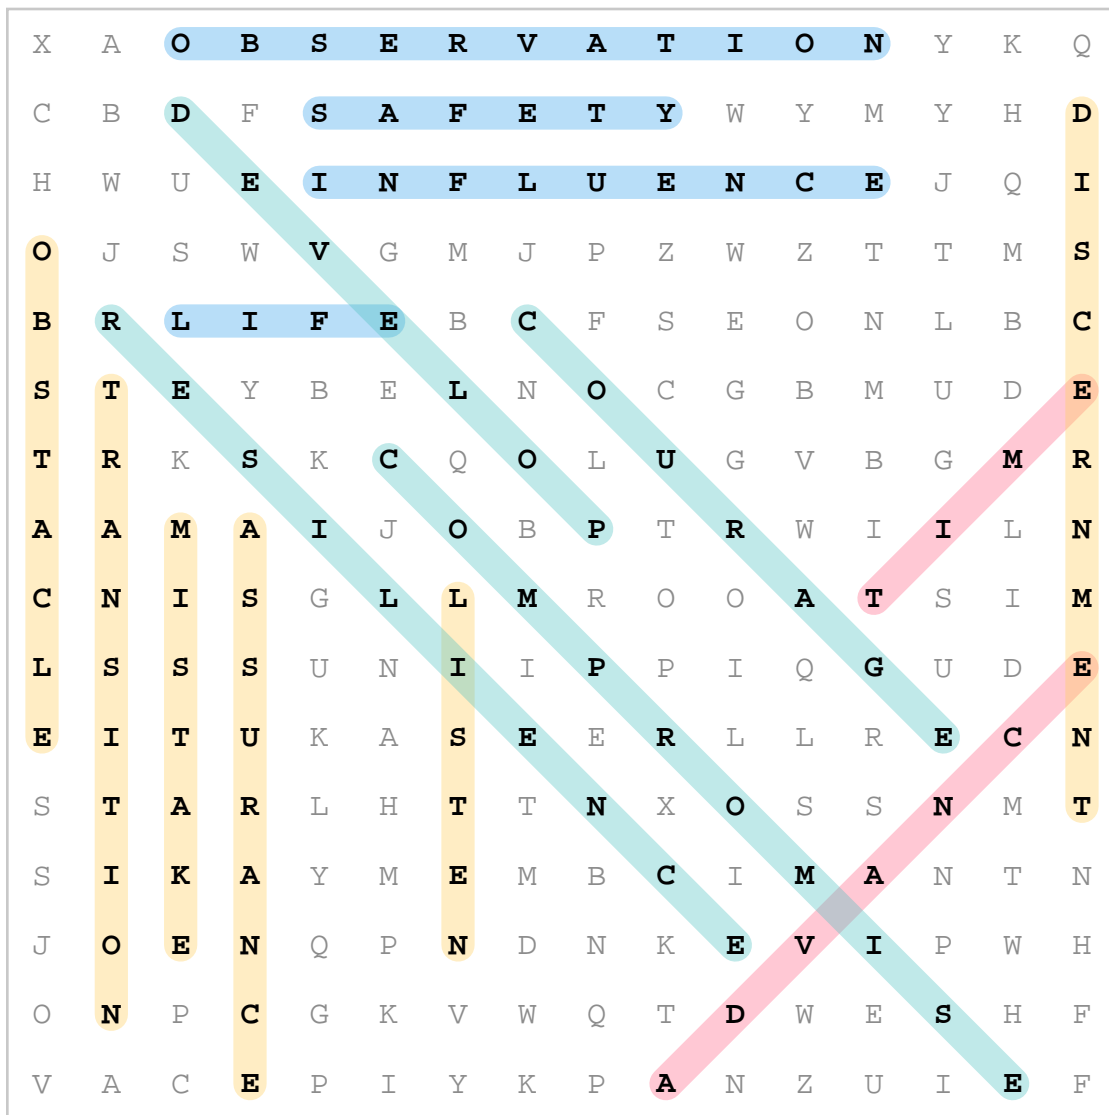 X A O B S E R V A T I O N Y K Q
C B D F S A F E T Y W Y M Y H D
H W U E I N F L U E N C E J Q I
O J S W V G M J P Z W Z T T M S
B R L I F E B C F S E O N L B C
S T E Y B E L N O C G B M U D E
T R K S K C Q O L U G V B G M R
A A M A I J O B P T R W I I L N
C N I S G L L M R O O A T S I M
L S S S U N I I P P I Q G U D E
E I T U K A S E E R L L R E C N
S T A R L H T T N X O S S N M T
S I K A Y M E M B C I M A N T N
J O E N Q P N D N K E V I P W H
O N P C G K V W Q T D W E S H F
V A C E P I Y K P A N Z U I E F